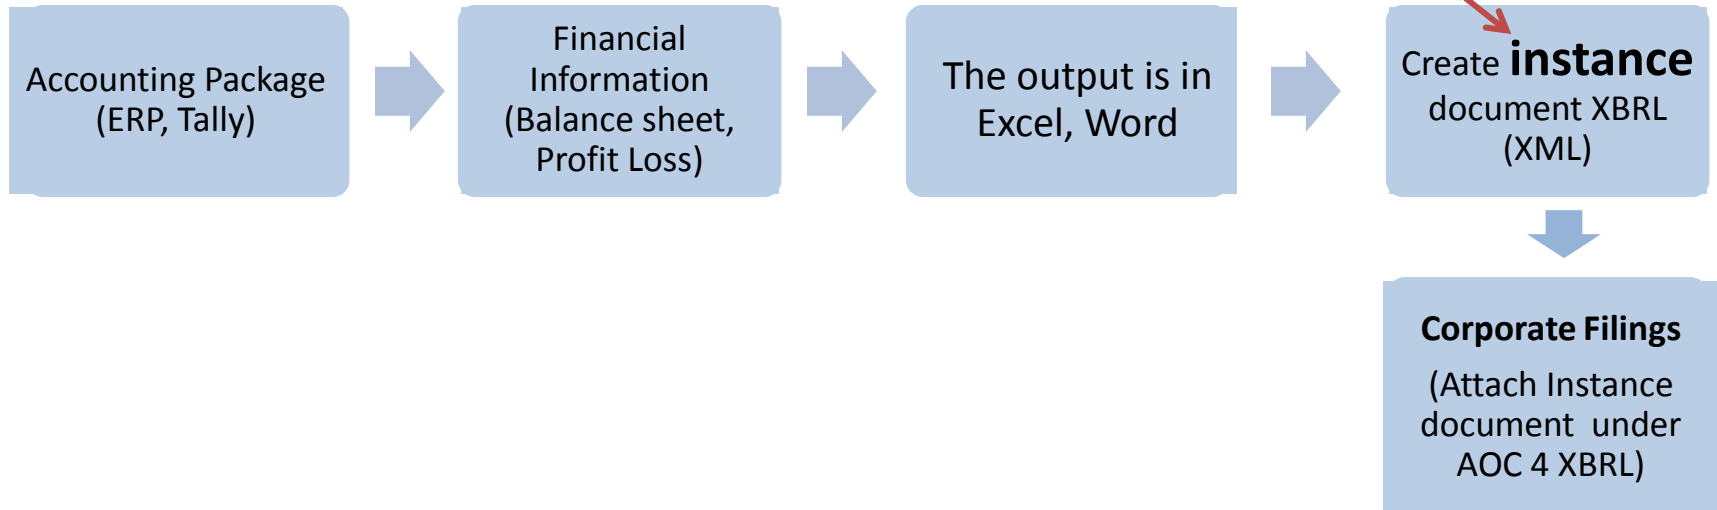 Accounting Package
(ERP, Tally)
Financial
Information
(Balance sheet,
Profit Loss)
The output is in
Excel, Word
Create instance
document XBRL
(XML)
Corporate Filings
(Attach Instance
document under
AOC 4 XBRL)